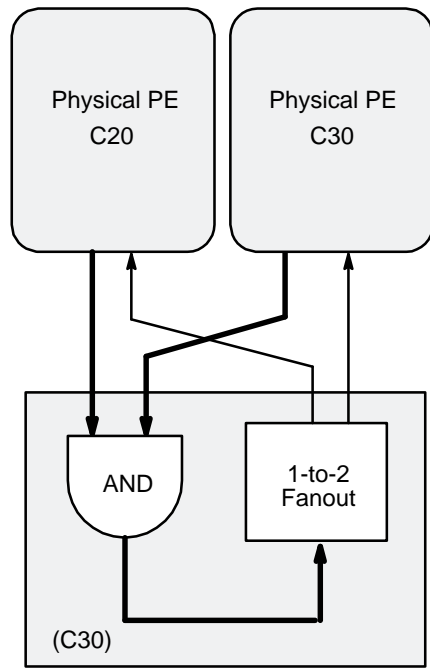 Physical PE
C20
Physical PE
C30
AND
1-to-2
Fanout
(C30)